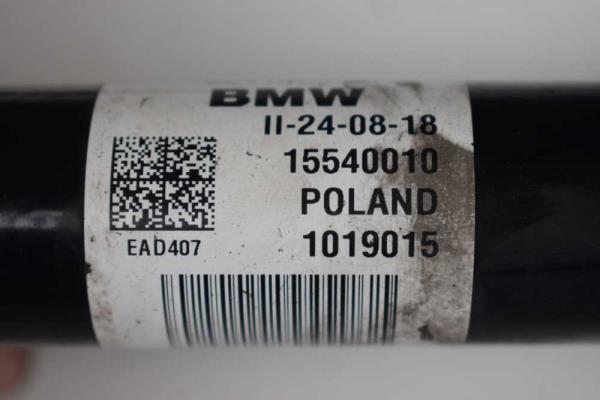 BMW
II-24-08-18
15540010
POLAND
EAD407
1019015